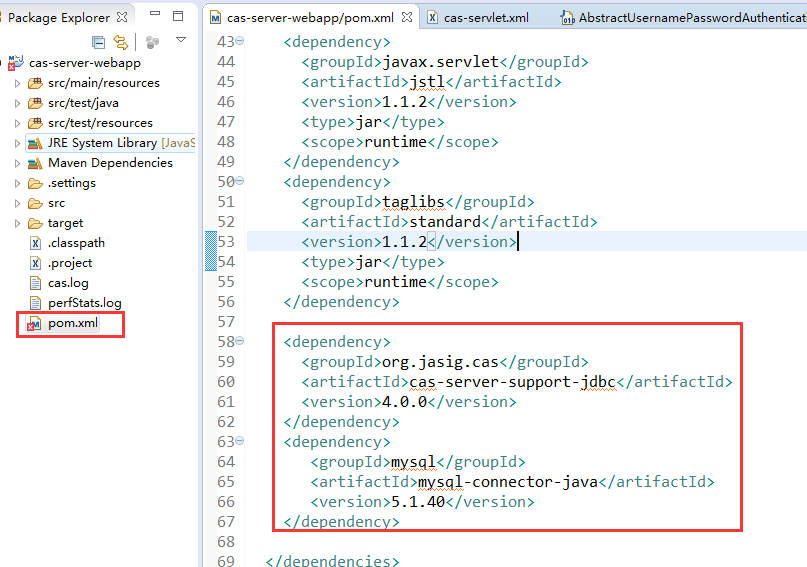 Package Explorer
cas-server-webapp
src/main/resources
src/test/java
src/test/resources
JRE System Library [JavaS
Maven Dependencies
.settings
src
target
.classpath
.project
cas.log
perfStats.log
pom.xml
cas-server-webapp/pom.xml
cas-servlet.xml
AbstractUsernamePasswordAuthenticati
43 <dependency>
44 <groupId>javax.servlet</groupId>
45 <artifactId>jstl</artifactId>
46 <version>1.1.2</version>
47 <type>jar</type>
48 <scope>runtime</scope>
49 </dependency>
50 <dependency>
51 <groupId>taglibs</groupId>
52 <artifactId>standard</artifactId>
53 <version>1.1.2</version>
54 <type>jar</type>
55 <scope>runtime</scope>
56 </dependency>
57
58 <dependency>
59 <groupId>org.jasig.cas</groupId>
60 <artifactId>cas-server-support-jdbc</artifactId>
61 <version>4.0.0</version>
62 </dependency>
63 <dependency>
64 <groupId>mysql</groupId>
65 <artifactId>mysql-connector-java</artifactId>
66 <version>5.1.40</version>
67 </dependency>
68
69 </dependencies>